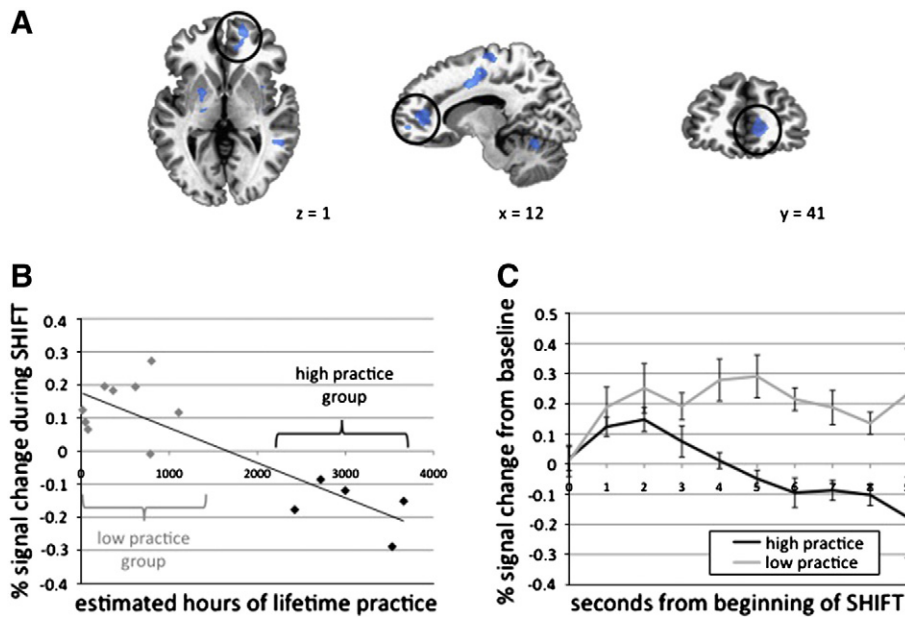 A
z = 1
x = 12
y = 41
B
% signal change during SHIFT
0.4
0.3
0.2
0.1
0
-0.1
-0.2
-0.3
-0.4
0
1000
2000
3000
4000
high practice
group
low practice
group
estimated hours of lifetime practice
C
% signal change from baseline
0.5
0.4
0.3
0.2
0.1
0
-0.1
-0.2
-0.3
-0.4
0
1
2
3
4
5
6
7
8
high practice
low practice
seconds from beginning of SHIFT